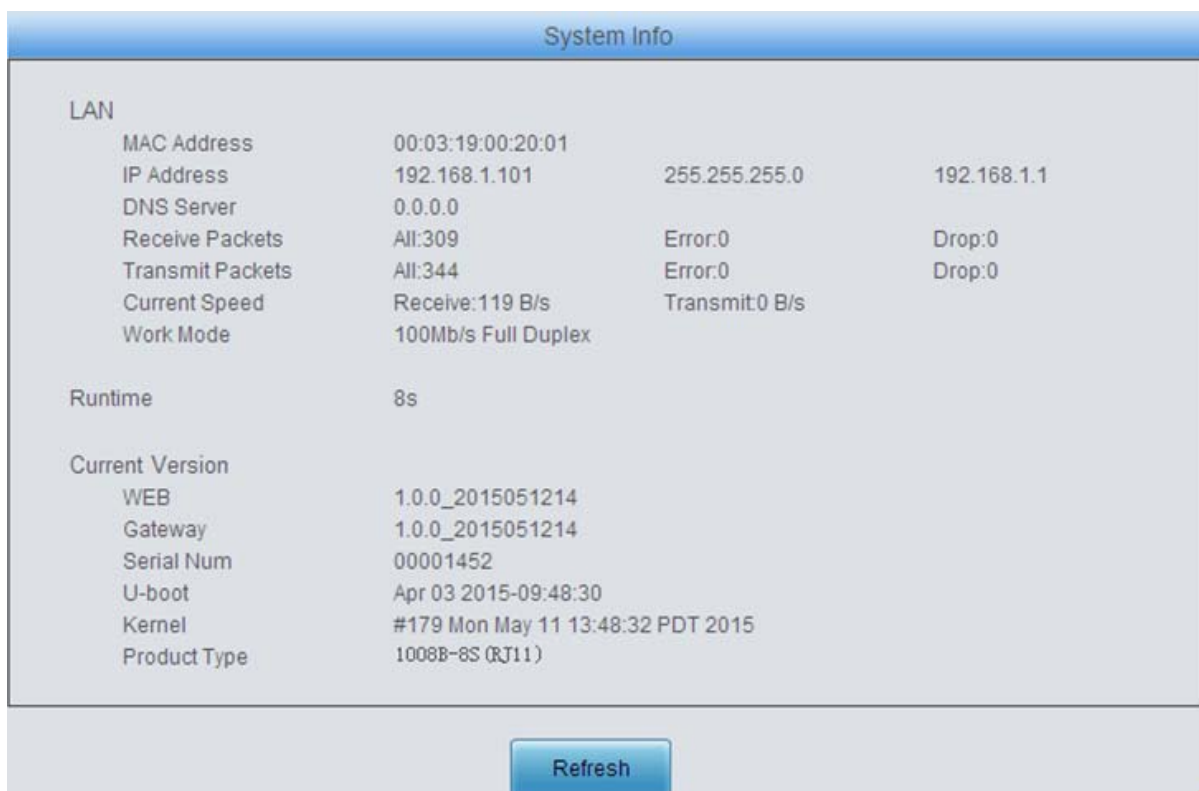 System Info
LAN
MAC Address 00:03:19:00:20:01
IP Address 192.168.1.101 255.255.255.0 192.168.1.1
DNS Server 0.0.0.0
Receive Packets All:309 Error:0 Drop:0
Transmit Packets All:344 Error:0 Drop:0
Current Speed Receive:119 B/s Transmit:0 B/s
Work Mode 100Mb/s Full Duplex
Runtime 8s
Current Version
WEB 1.0.0_2015051214
Gateway 1.0.0_2015051214
Serial Num 00001452
U-boot Apr 03 2015-09:48:30
Kernel #179 Mon May 11 13:48:32 PDT 2015
Product Type 1008B-8S(RJ11)
Refresh